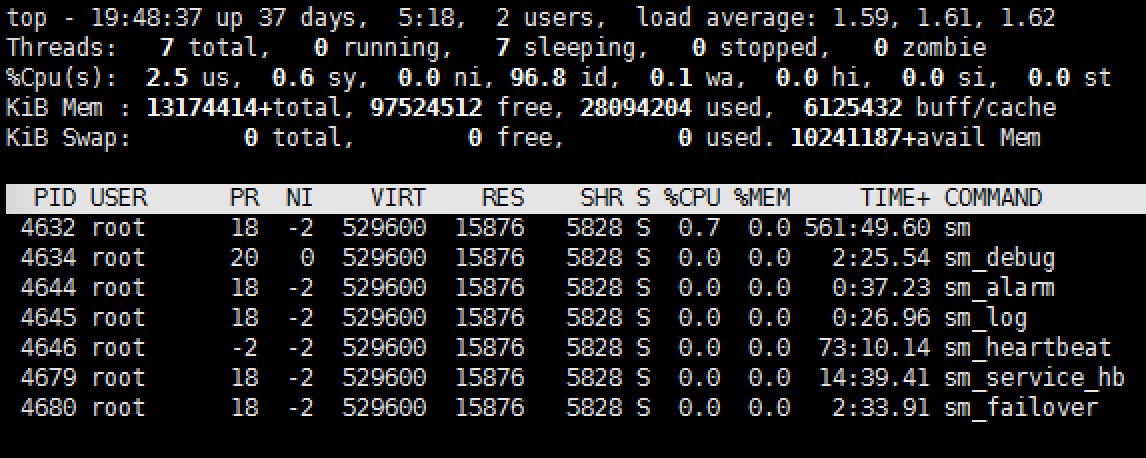 top - 19:48:37 up 37 days,  5:18,  2 users,  load average: 1.59, 1.61, 1.62
Threads:   7 total,   0 running,   7 sleeping,   0 stopped,   0 zombie
%Cpu(s):  2.5 us,  0.6 sy,  0.0 ni, 96.8 id,  0.1 wa,  0.0 hi,  0.0 si,  0.0 st
KiB Mem : 13174414+total, 97524512 free, 28094204 used,  6125432 buff/cache
KiB Swap:        0 total,        0 free,        0 used. 10241187+avail Mem
  PID USER      PR  NI    VIRT    RES    SHR S %CPU %MEM     TIME+ COMMAND
 4632 root      18  -2  529600  15876   5828 S  0.7  0.0 561:49.60 sm
 4634 root      20   0  529600  15876   5828 S  0.0  0.0   2:25.54 sm_debug
 4644 root      18  -2  529600  15876   5828 S  0.0  0.0   0:37.23 sm_alarm
 4645 root      18  -2  529600  15876   5828 S  0.0  0.0   0:26.96 sm_log
 4646 root      -2  -2  529600  15876   5828 S  0.0  0.0  73:10.14 sm_heartbeat
 4679 root      18  -2  529600  15876   5828 S  0.0  0.0  14:39.41 sm_service_hb
 4680 root      18  -2  529600  15876   5828 S  0.0  0.0   2:33.91 sm_failover